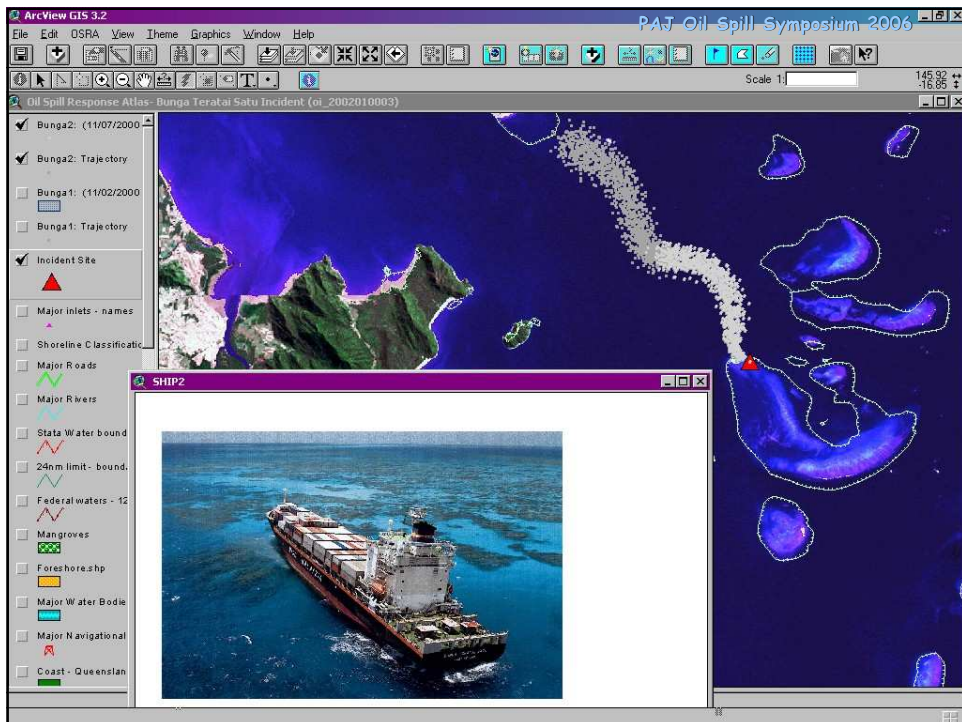 ArcView GIS 3.2
PAJ Oil Spill Symposium 2006
File Edit OSRA View Theme Graphics Window Help
Scale 1:
145.92
-16.85
Oil Spill Response Atlas- Bunga Teratai Satu Incident (oi_2002010003)
Bunga2: (11/07/2000
Bunga2: Trajectory
Bunga1: (11/02/2000
Bunga1: Trajectory
Incident Site
Major inlets - names
Shoreline Classificatio
Major Roads
Major Rivers
Stata Water bound
24nm limit - bound.
Federal waters - 12
Mangroves
Foreshore.shp
Major Water Bodie
Major Navigational
Coast - Queenslan
SHIP2